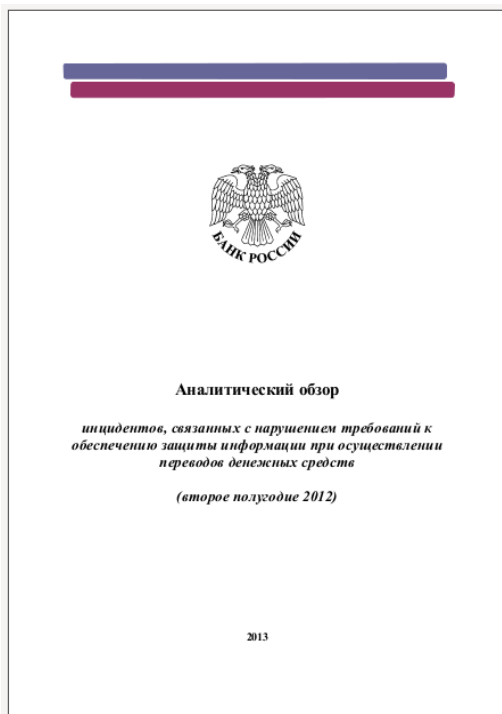 БАНК РОССИИ
Аналитический обзор
инцидентов, связанных с нарушением требований к
обеспечению защиты информации при осуществлении
переводов денежных средств
(второе полугодие 2012)
2013